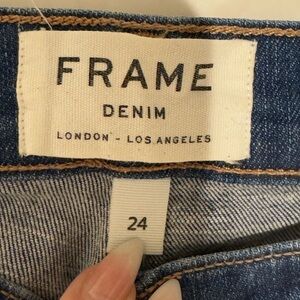 FRAME
DENIM
LONDON - LOS ANGELES
24